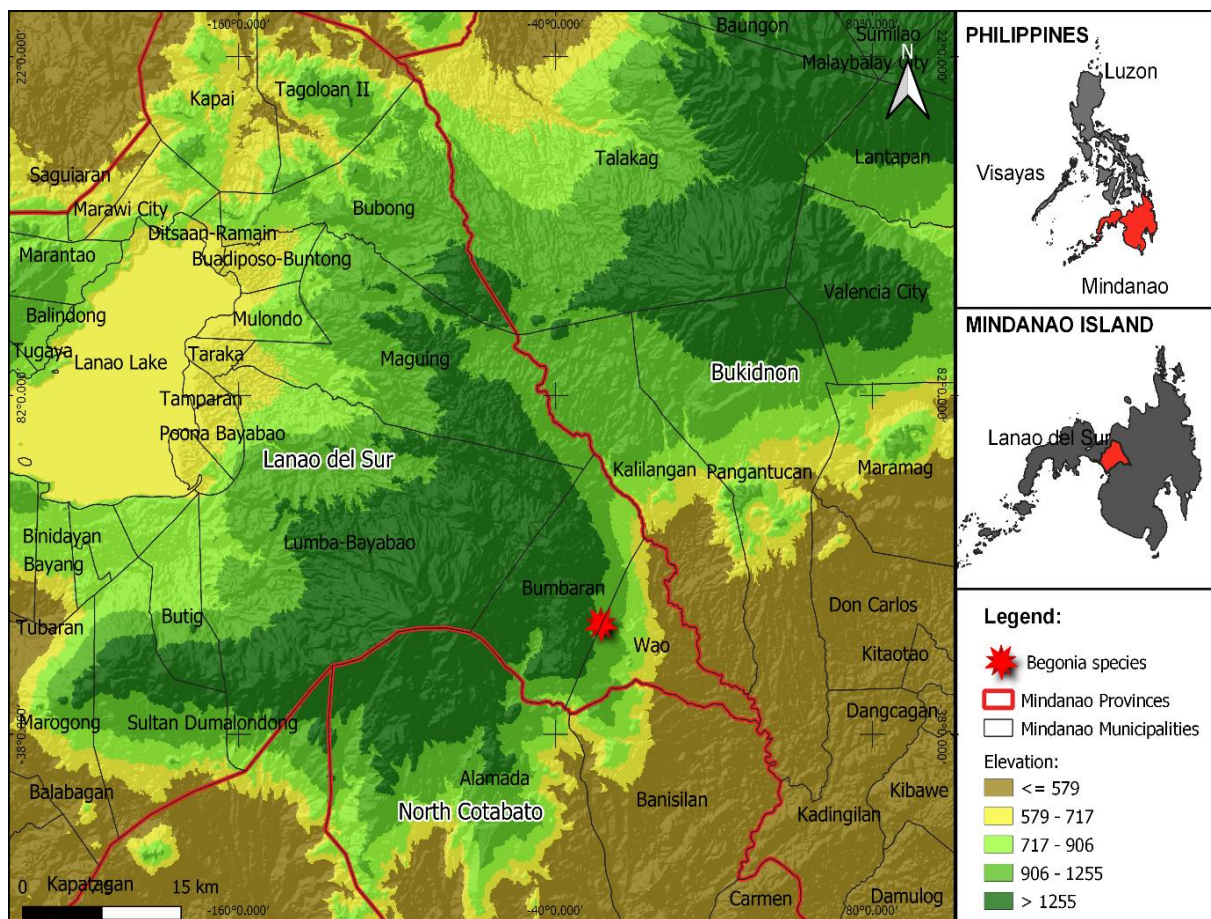 -160°0.000'
-40°0.000'
80°0.000'
Baungon
Sumilao
22°0.000'
Malaybalay City
22°0.000'
N
Kapai
Tagoloan II
Talakag
Lantapan
Saguiaran
Marawi City
Bubong
Ditsaan-Ramain
Marantao
Buadiposo-Buntong
Valencia City
Balindong
Mulondo
Tugaya
Lanao Lake
Taraka
Maguing
Bukidnon
82°0.000'
82°0.000'
Tamparan
Poona Bayabao
Lanao del Sur
Kalilangan
Pangantucan
Maramag
Binidayan
Bayang
Lumba-Bayabao
Bumbaran
Butig
Tubaran
Wao
Don Carlos
Kitaotao
Dangcagan
Marogong
Sultan Dumalondong
-38°0.000'
-38°0.000'
Balabagan
Alamada
Banisilan
Kibawe
North Cotabato
Kadingilan
Kapatagan
0 7.5 15 km
Carmen
Damulog
-160°0.000'
-40°0.000'
80°0.000'
PHILIPPINES
Luzon
Visayas
Mindanao
MINDANAO ISLAND
Lanao del Sur
Legend:
Begonia species
Mindanao Provinces
Mindanao Municipalities
Elevation:
<= 579
579 - 717
717 - 906
906 - 1255
> 1255